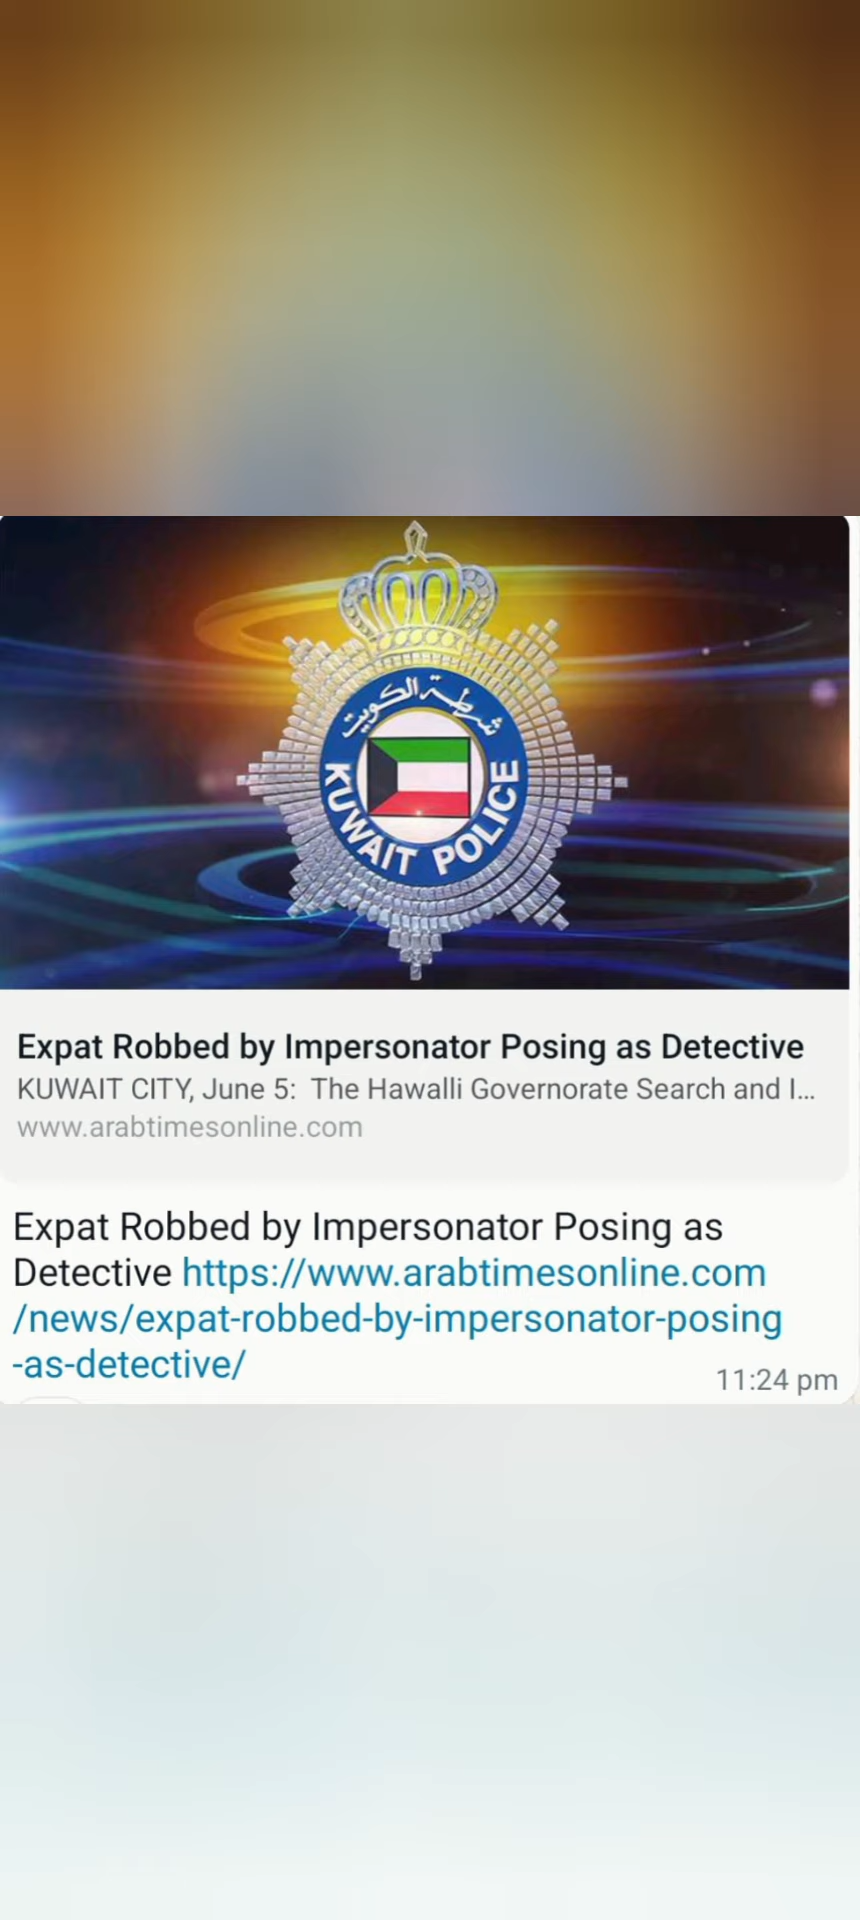 شرطة الكويت
KUWAIT POLICE
Expat Robbed by Impersonator Posing as Detective
KUWAIT CITY, June 5: The Hawalli Governorate Search and I...
www.arabtimesonline.com
Expat Robbed by Impersonator Posing as
Detective https://www.arabtimesonline.com
/news/expat-robbed-by-impersonator-posing
-as-detective/
11:24 pm